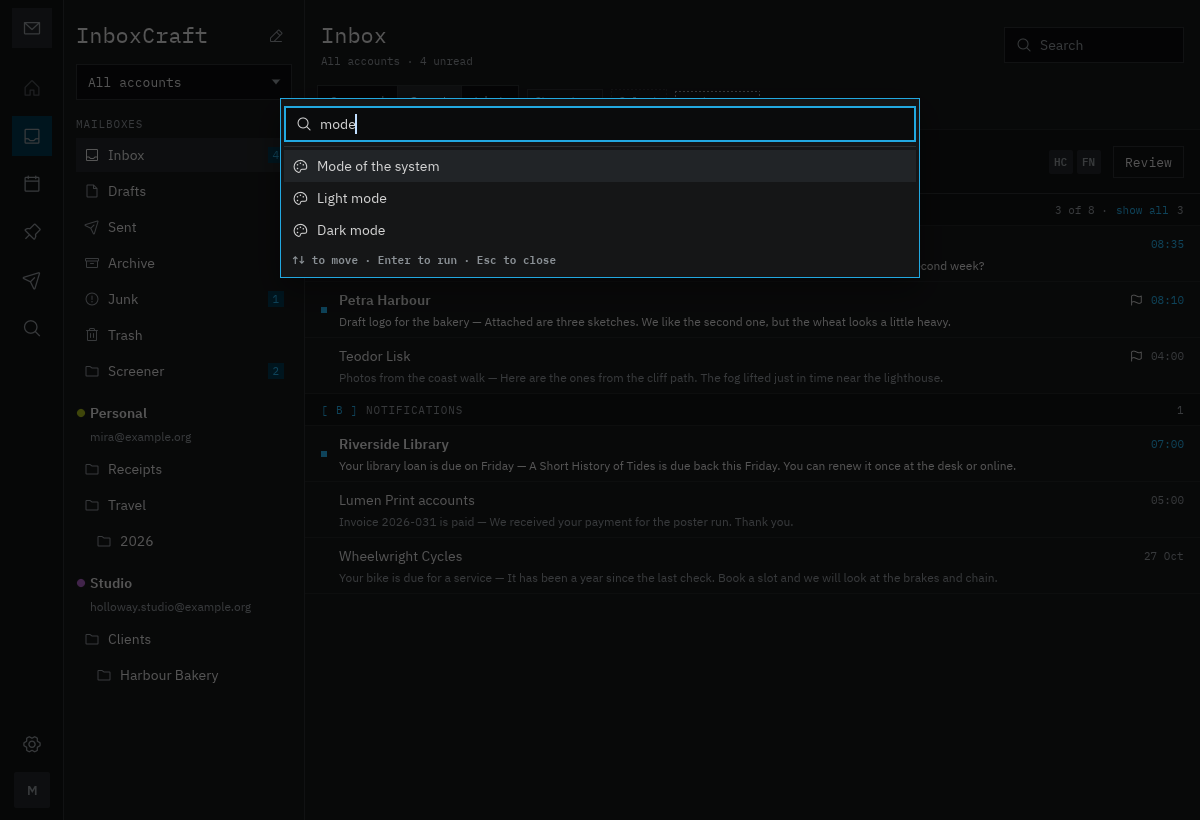 InboxCraft
All accounts
MAILBOXES
Inbox 4
Drafts
Sent
Archive
Junk 1
Trash
Screener 2
Personal
mira@example.org
Receipts
Travel
2026
Studio
holloway.studio@example.org
Clients
Harbour Bakery
M
Inbox
All accounts · 4 unread
Search
mode
Mode of the system
Light mode
Dark mode
↑↓ to move · Enter to run · Esc to close
HC FN Review
3 of 8 · show all 3
08:35
cond week?
Petra Harbour 08:10
Draft logo for the bakery — Attached are three sketches. We like the second one, but the wheat looks a little heavy.
Teodor Lisk 04:00
Photos from the coast walk — Here are the ones from the cliff path. The fog lifted just in time near the lighthouse.
[ B ] NOTIFICATIONS 1
Riverside Library 07:00
Your library loan is due on Friday — A Short History of Tides is due back this Friday. You can renew it once at the desk or online.
Lumen Print accounts 05:00
Invoice 2026-031 is paid — We received your payment for the poster run. Thank you.
Wheelwright Cycles 27 Oct
Your bike is due for a service — It has been a year since the last check. Book a slot and we will look at the brakes and chain.